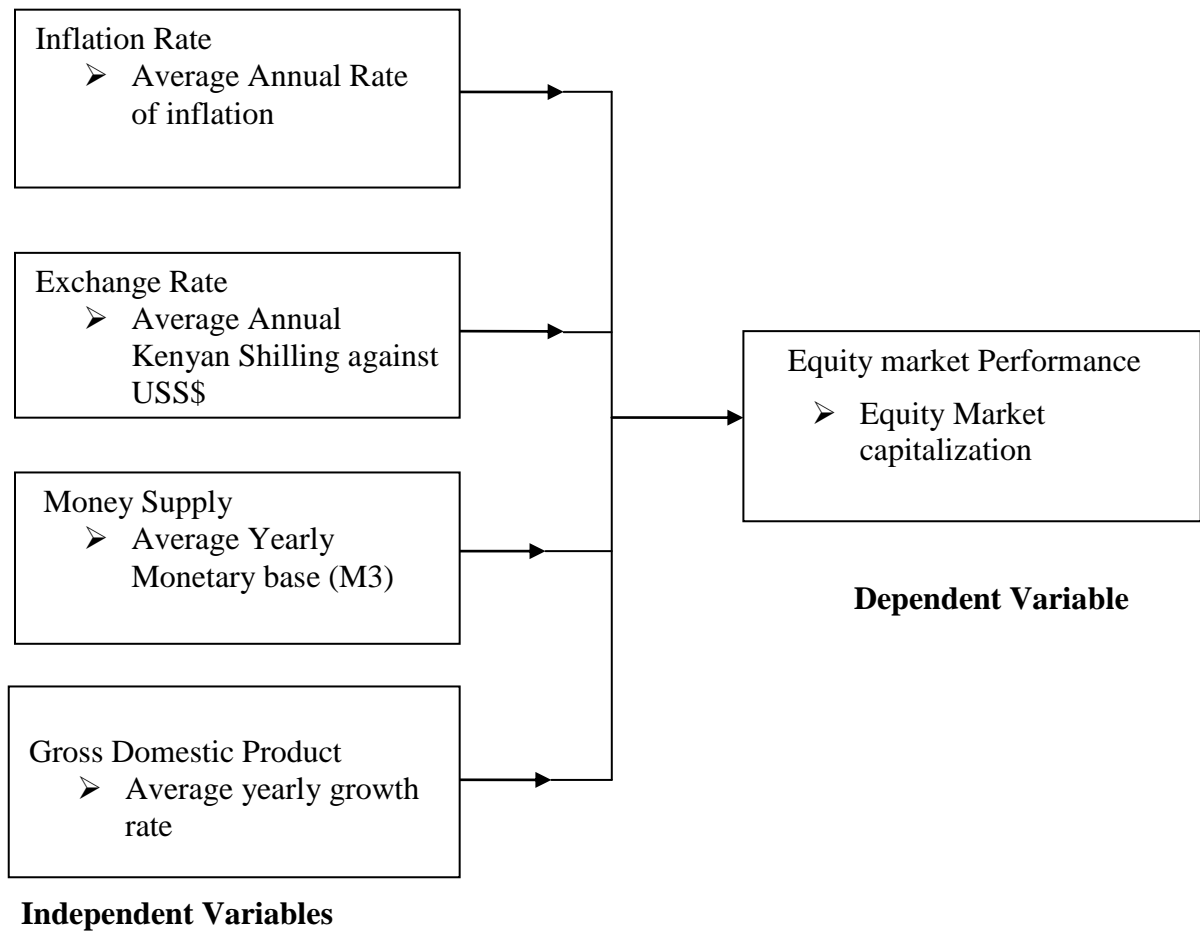 Inflation Rate
➢ Average Annual Rate
of inflation
Exchange Rate
➢ Average Annual
Kenyan Shilling against
USS$
Money Supply
➢ Average Yearly
Monetary base (M3)
Gross Domestic Product
➢ Average yearly growth
rate
Independent Variables
Equity market Performance
➢ Equity Market
capitalization
Dependent Variable